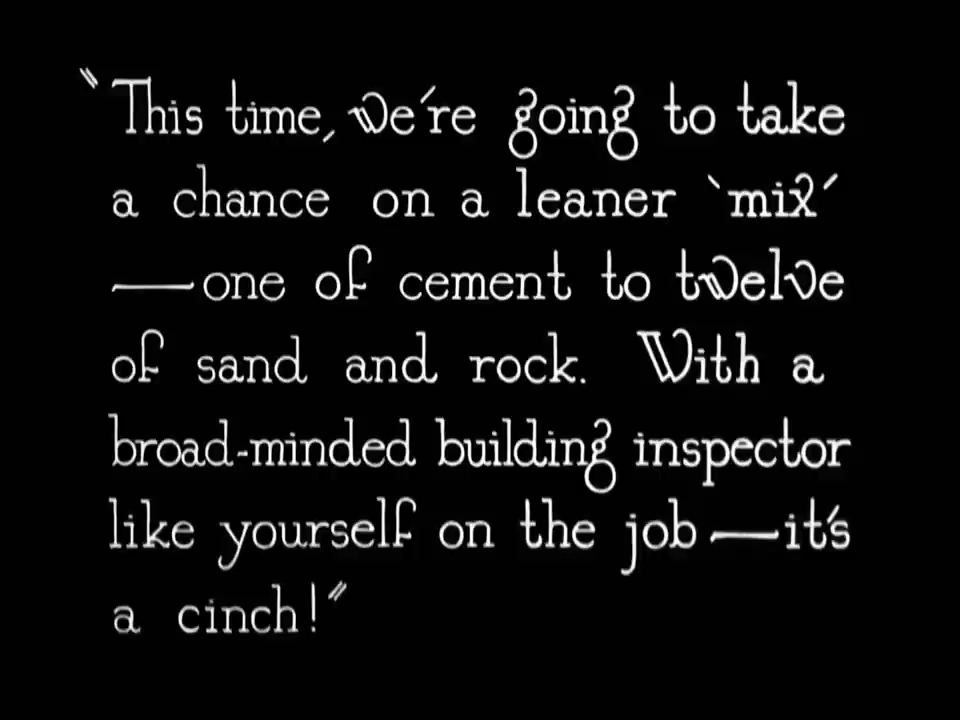 "This time, we're going to take
a chance on a leaner 'mix'
—one of cement to twelve
of sand and rock. With a
broad-minded building inspector
like yourself on the job—it's
a cinch!"